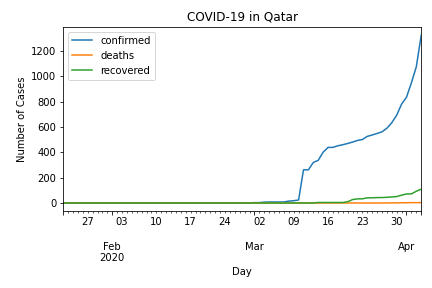 COVID-19 in Qatar
confirmed
deaths
recovered
Number of Cases
1200
1000
800
600
400
200
0
27 03 10 17 24 02 09 16 23 30
Feb Mar Apr
2020
Day